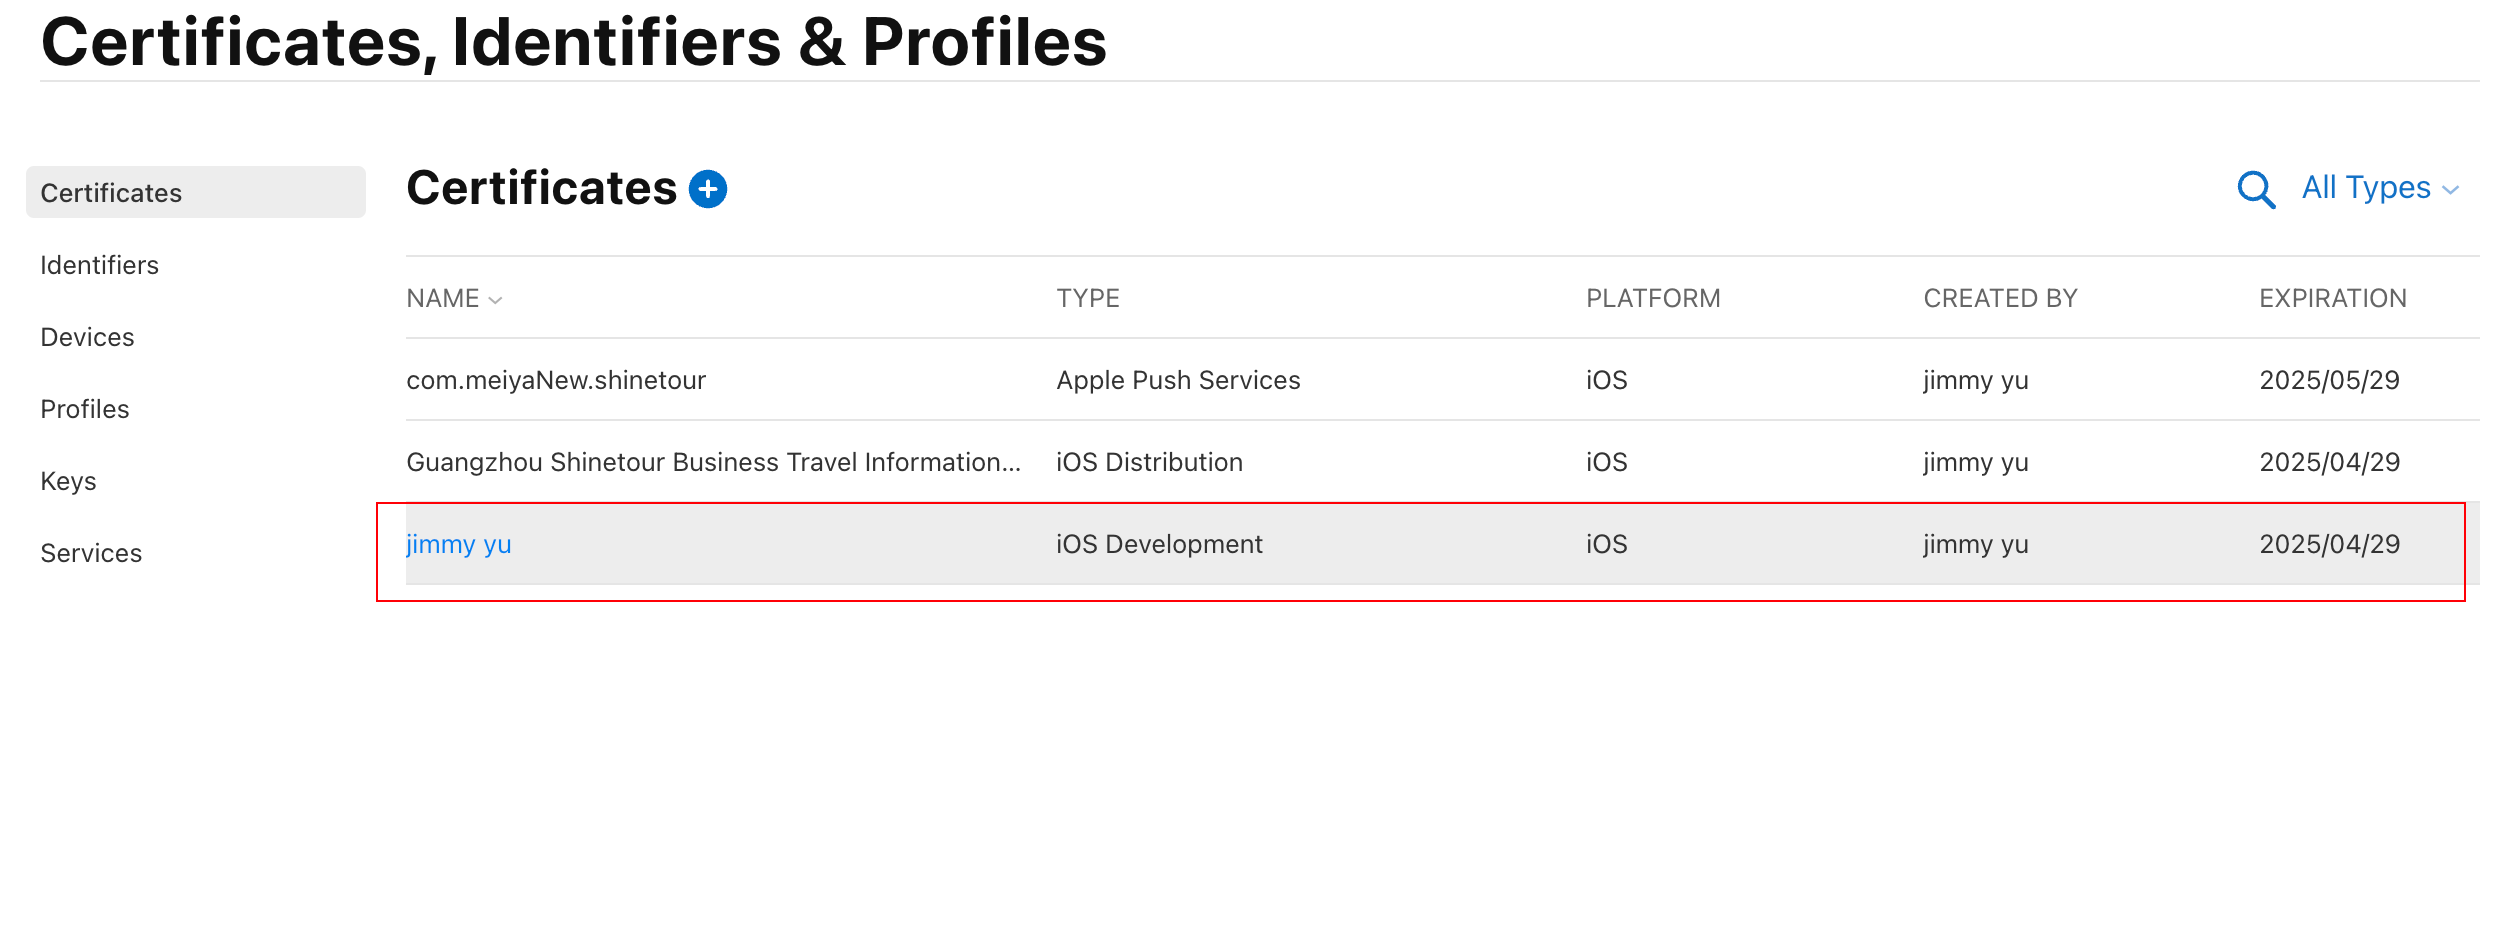 Certificates, Identifiers & Profiles
Certificates
Identifiers
Devices
Profiles
Keys
Services
Certificates
All Types
NAME TYPE PLATFORM CREATED BY EXPIRATION
com.meiyaNew.shinetour Apple Push Services iOS jimmy yu 2025/05/29
Guangzhou Shinetour Business Travel Information... iOS Distribution iOS jimmy yu 2025/04/29
jimmy yu iOS Development iOS jimmy yu 2025/04/29